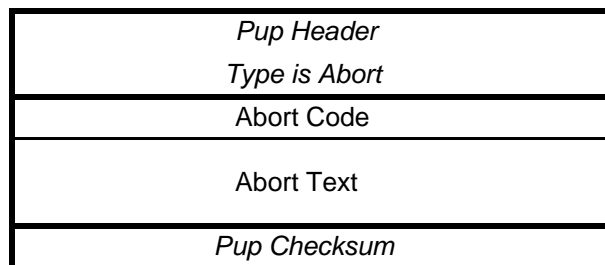 Pup Header
Type is Abort
Abort Code
Abort Text
Pup Checksum